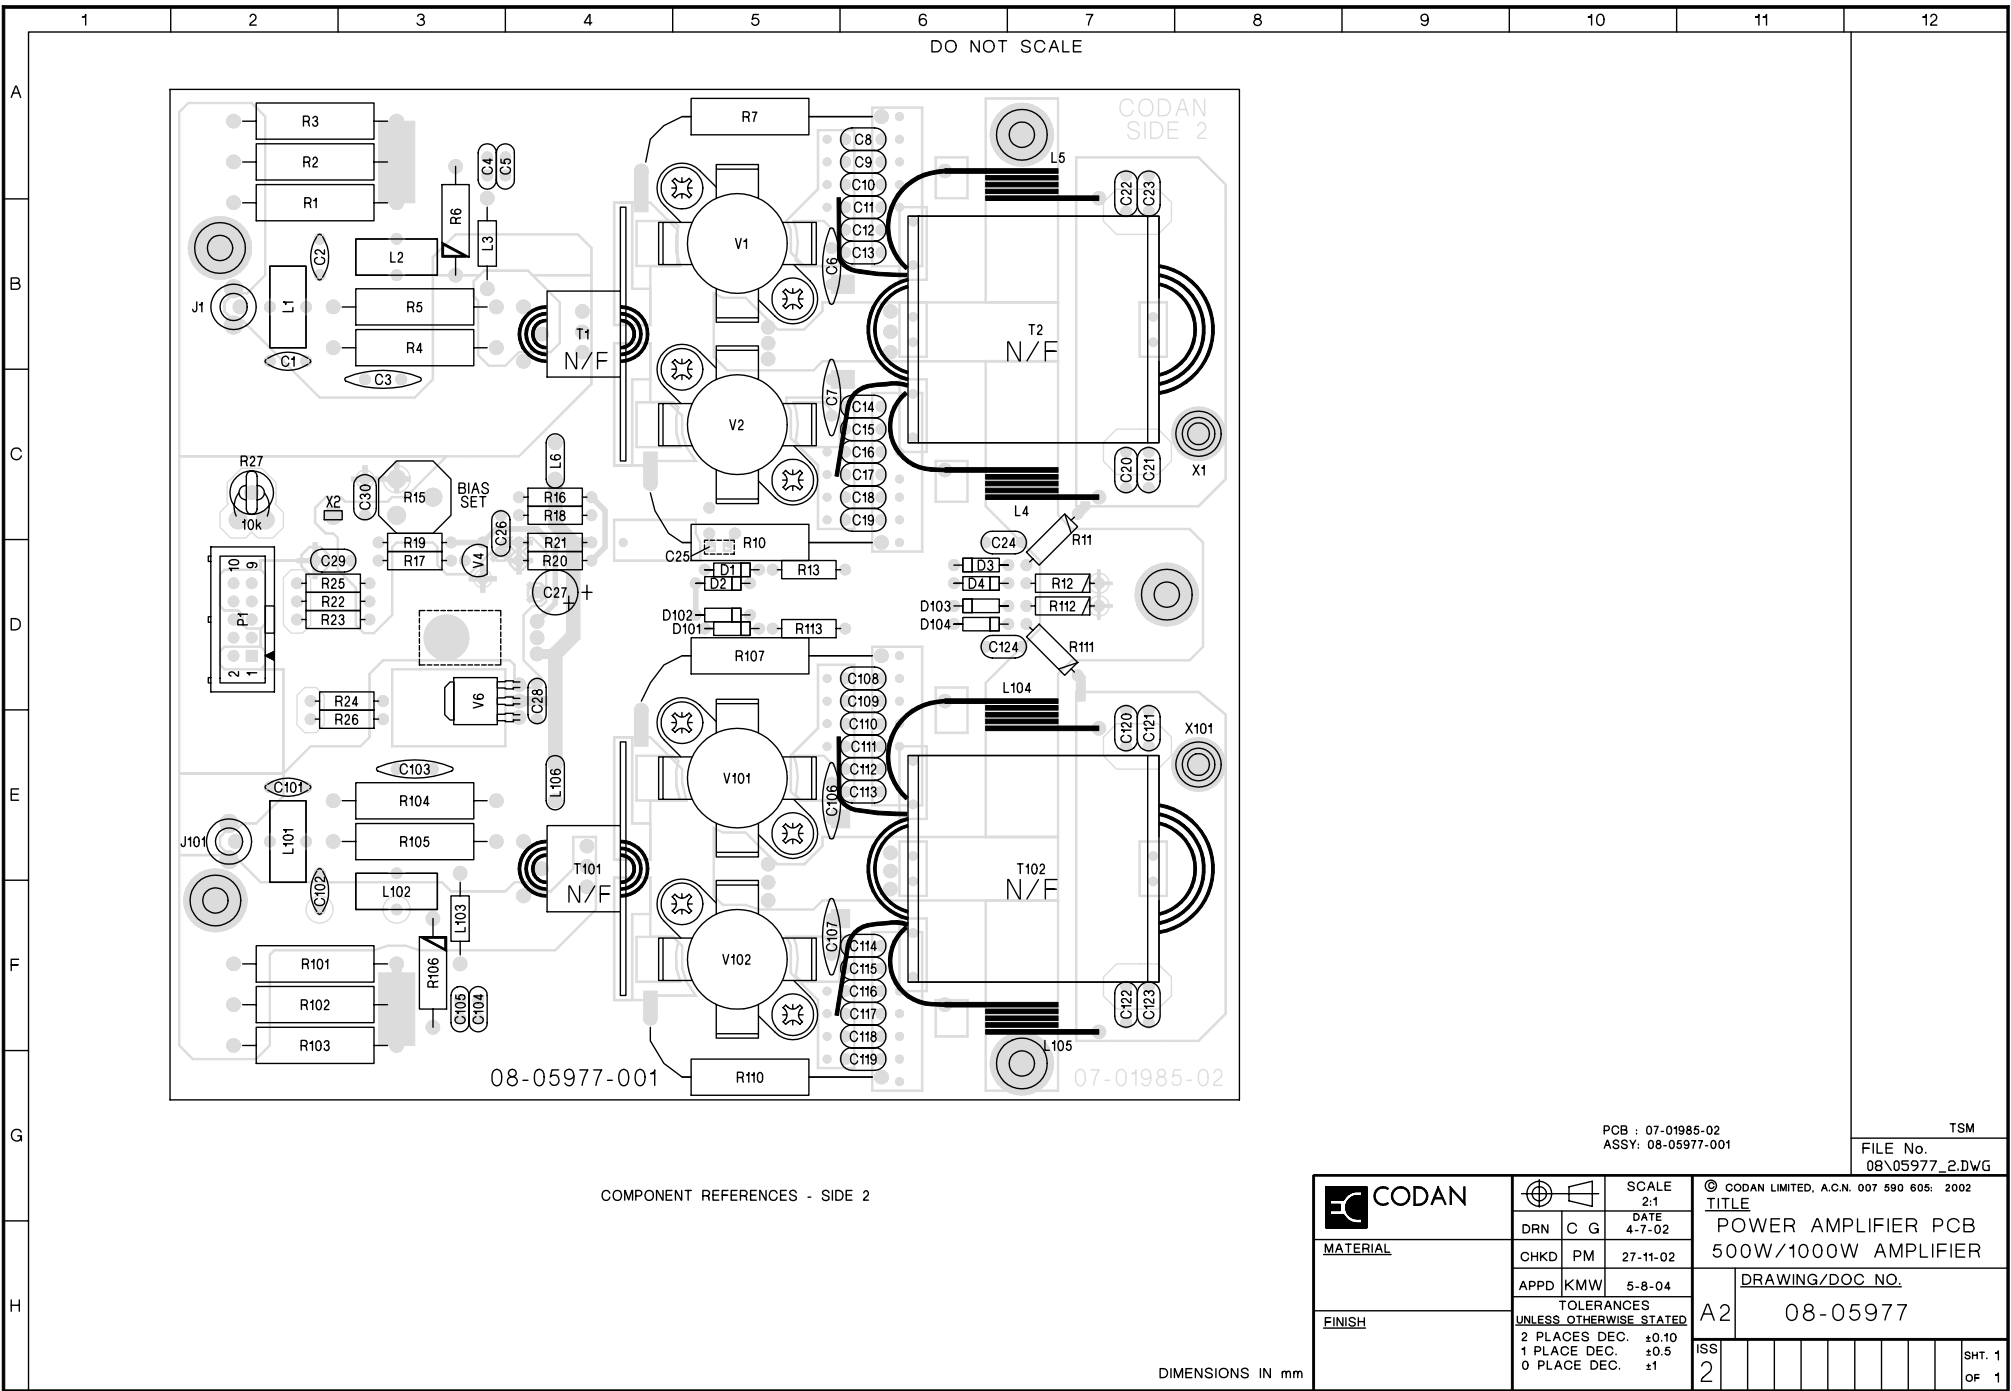 1 2 3 4 5 6 7 8 9 10 11 12
DO NOT SCALE
A
B
C
D
E
F
G
H
CODAN
SIDE 2
R3
R2
R1
C4
C5
R6
L3
C2
L2
J1
L1
R5
R4
C1
C3
T1
N/F
R7
V1
V2
C8
C9
C10
C11
C12
C13
C6
C7
C14
C15
C16
C17
C18
C19
L5
C22
C23
T2
N/F
X1
C20
C21
L4
R27
10k
X2
C30
R15
BIAS
SET
L6
R16
R18
C26
R21
R20
R19
R17
V4
C29
R25
R22
R23
C27
+
+
10
9
P1
2
1
R10
C25
D1
D2
R13
D102
D101
R113
R107
C24
R11
D3
D4
R12
D103
R112
D104
C124
R111
R24
R26
V6
C28
L106
C103
C101
R104
R105
J101
L101
C102
L102
L103
R106
R101
R102
R103
C105
C104
T101
N/F
V101
V102
C108
C109
C110
C111
C112
C113
C106
C107
C114
C115
C116
C117
C118
C119
L104
C120
C121
X101
T102
N/F
C122
C123
L105
R110
08-05977-001
07-01985-02
PCB : 07-01985-02
ASSY: 08-05977-001
TSM
FILE No.
08\05977_2.DWG
COMPONENT REFERENCES - SIDE 2
DIMENSIONS IN mm
CODAN
MATERIAL
FINISH
SCALE
2:1
DRN C G DATE 4-7-02
CHKD PM 27-11-02
APPD KMW 5-8-04
TOLERANCES
UNLESS OTHERWISE STATED
2 PLACES DEC. ±0.10
1 PLACE DEC. ±0.5
0 PLACE DEC. ±1
© CODAN LIMITED, A.C.N. 007 590 605: 2002
TITLE
POWER AMPLIFIER PCB
500W/1000W AMPLIFIER
DRAWING/DOC NO.
A2 08-05977
ISS
2
SHT. 1
OF 1